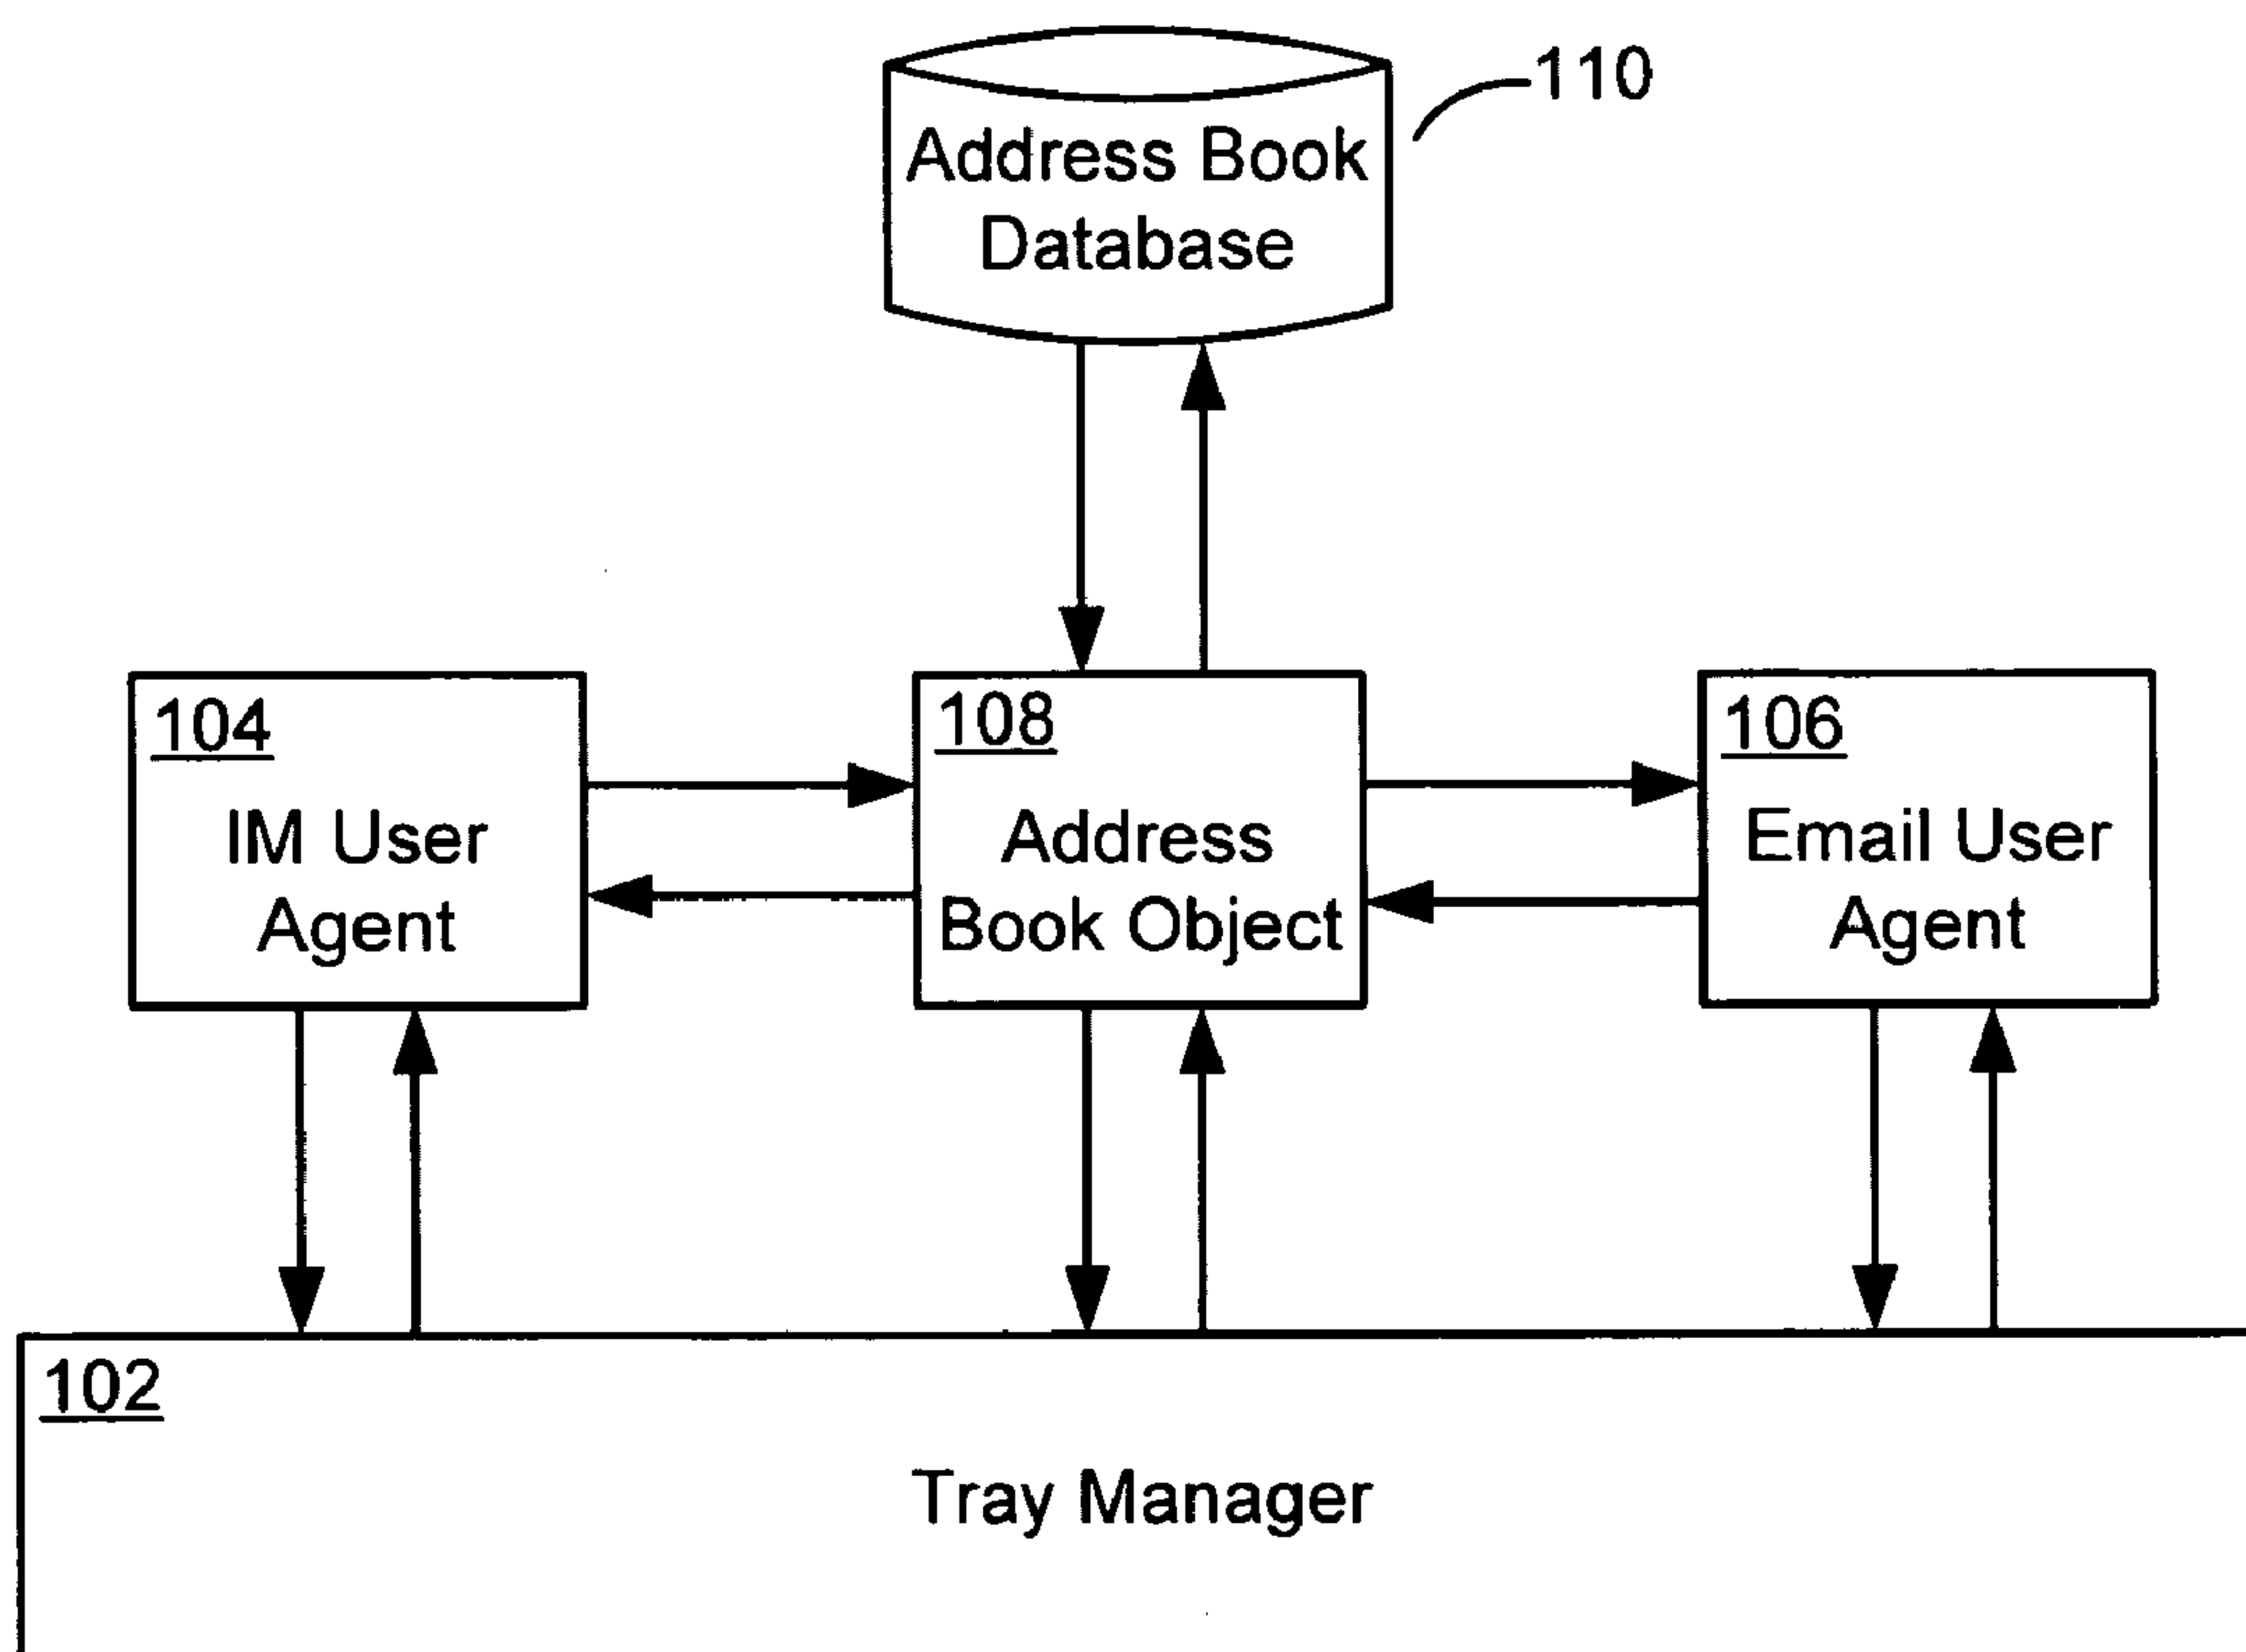 110
Address Book
Database
104
IM User
Agent
108
Address
Book Object
106
Email User
Agent
102
Tray Manager